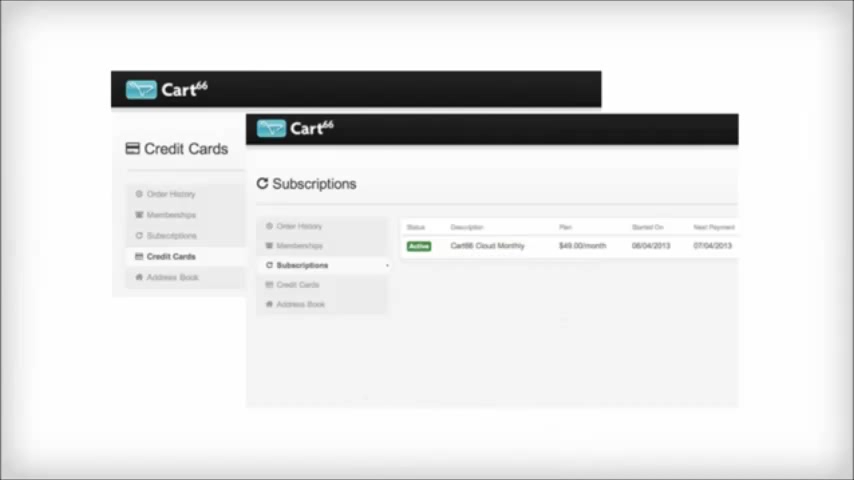 Cart66
Credit Cards
Order History
Memberships
Subscriptions
Credit Cards
Address Book
Cart66
Subscriptions
Order History
Memberships
Subscriptions
Credit Cards
Address Book
Status Description Plan Started On Next Payment
Active Cart66 Cloud Monthly $49.00/month 06/04/2013 07/04/2013